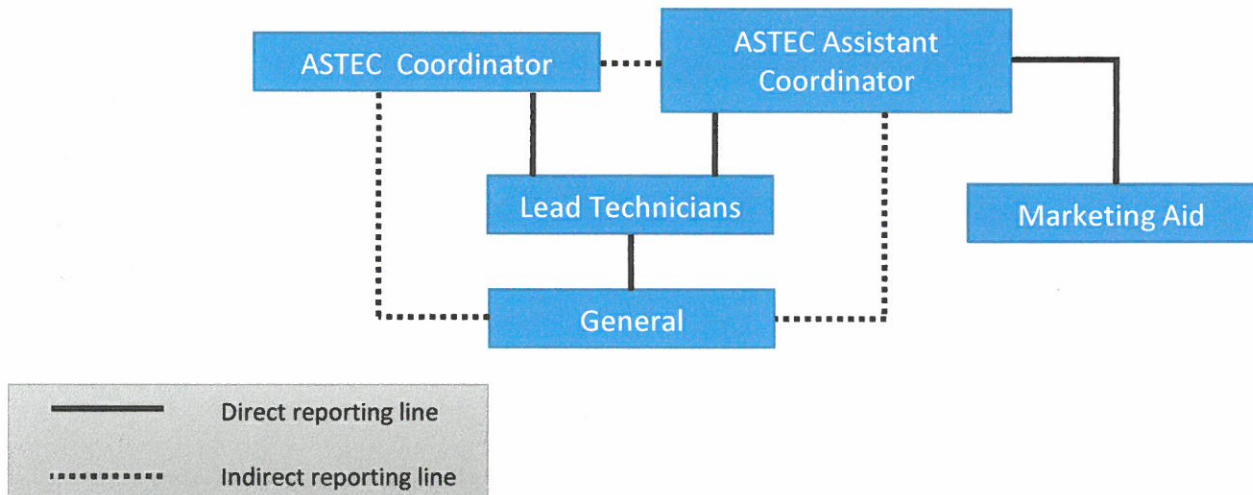 ASTEC Coordinator
ASTEC Assistant
Coordinator
Lead Technicians
Marketing Aid
General
Direct reporting line
Indirect reporting line